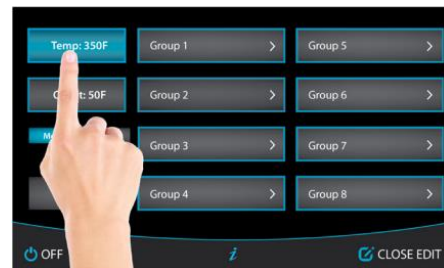 Temp: 350F
Group 1
Group 5
50F
Group 2
Group 6
Group 3
Group 7
Group 4
Group 8
OFF
i
CLOSE EDIT